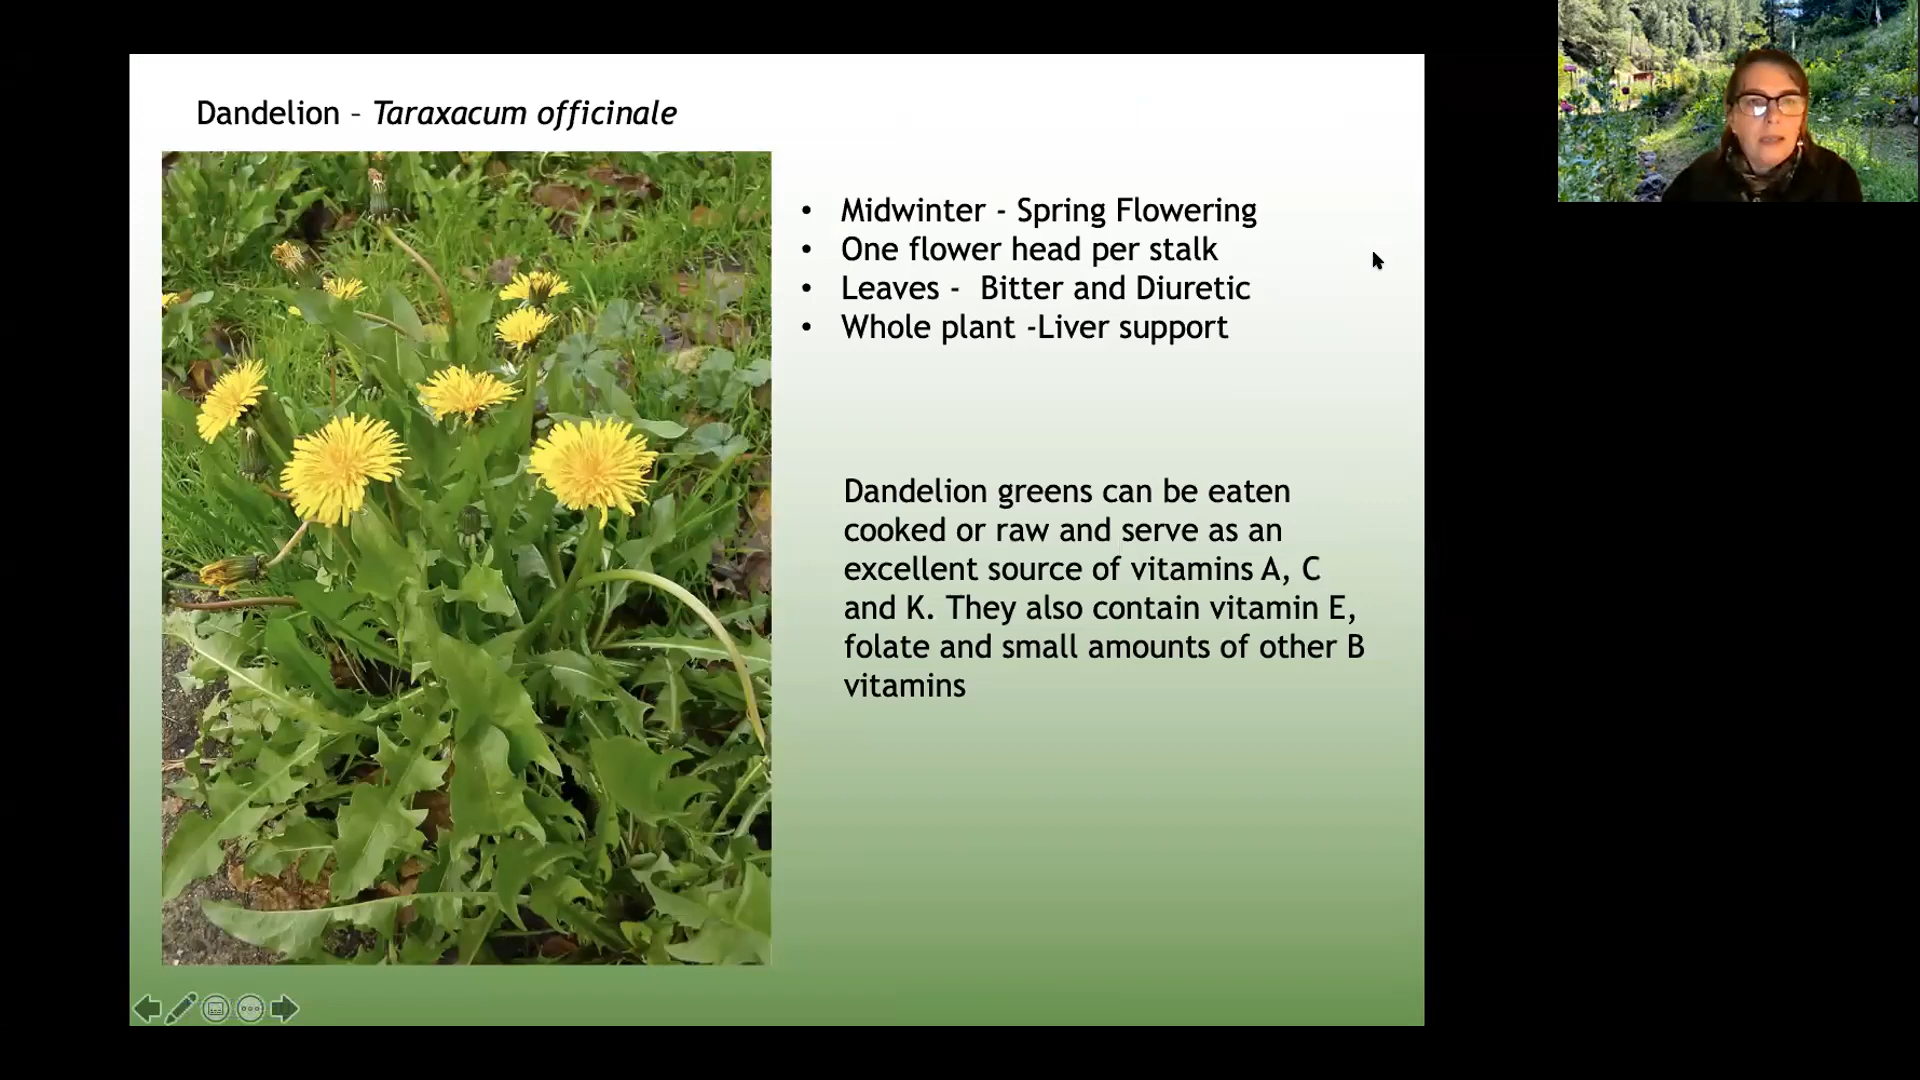 Dandelion – Taraxacum officinale
• Midwinter - Spring Flowering
• One flower head per stalk
• Leaves -  Bitter and Diuretic
• Whole plant -Liver support
Dandelion greens can be eaten
cooked or raw and serve as an
excellent source of vitamins A, C
and K. They also contain vitamin E,
folate and small amounts of other B
vitamins